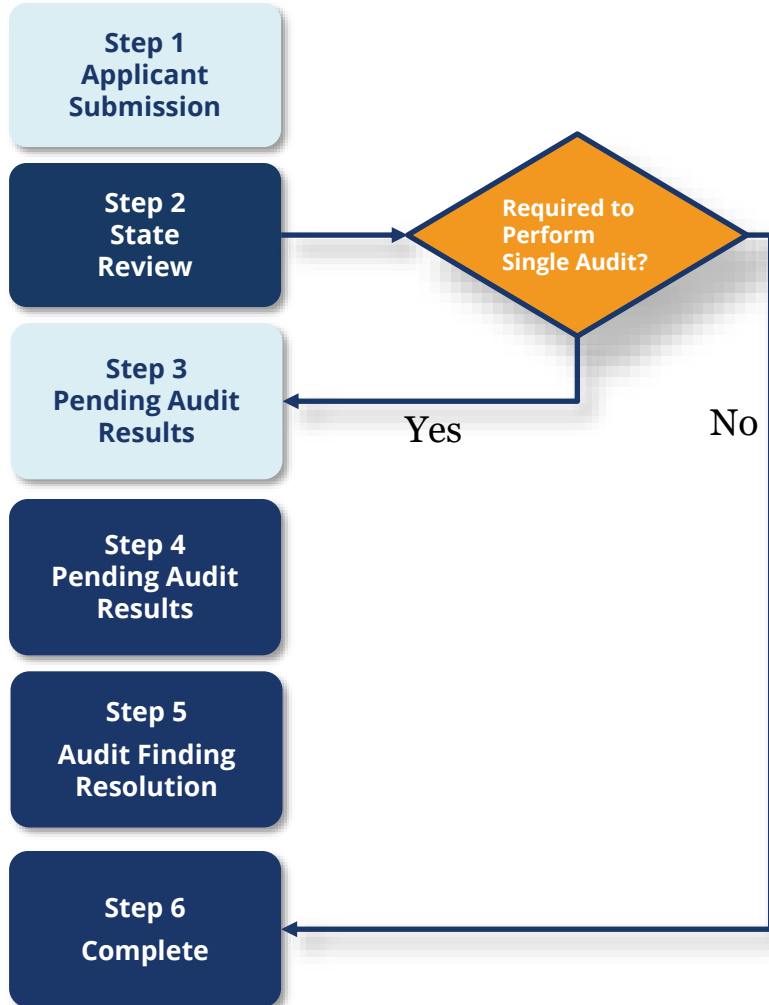 Step 1
Applicant
Submission
Step 2
State
Review
Required to
Perform
Single Audit?
Step 3
Pending Audit
Results
Yes
No
Step 4
Pending Audit
Results
Step 5
Audit Finding
Resolution
Step 6
Complete